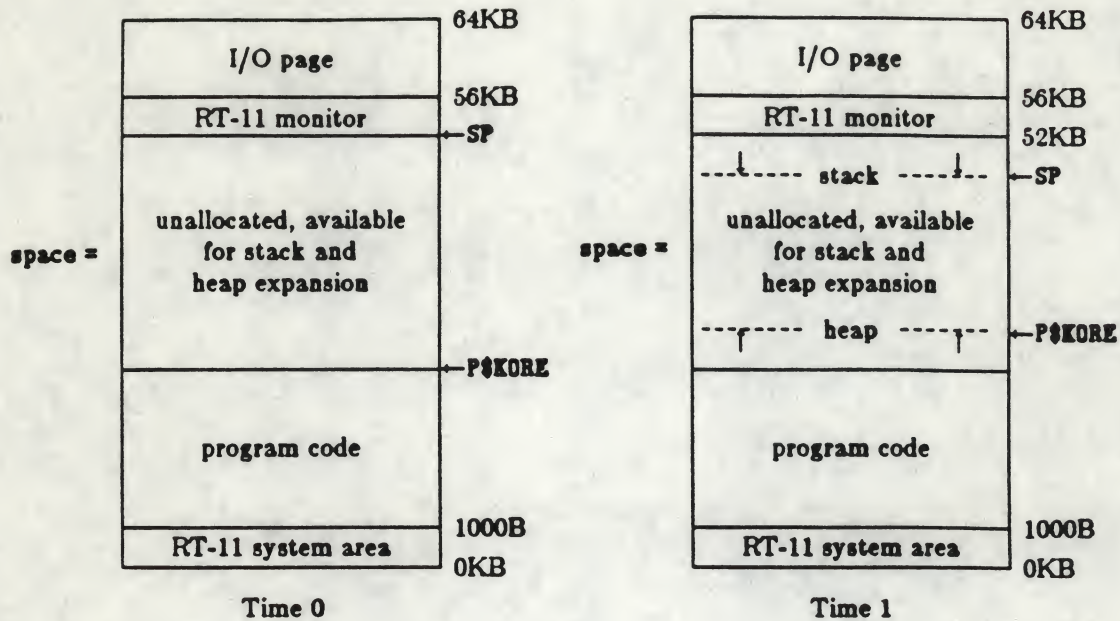 64KB
I/O page
56KB
RT-11 monitor
SP
unallocated, available
for stack and
heap expansion
space =
P$KORE
program code
1000B
RT-11 system area
0KB
Time 0
64KB
I/O page
56KB
RT-11 monitor
52KB
stack
SP
unallocated, available
for stack and
heap expansion
space =
heap
P$KORE
program code
1000B
RT-11 system area
0KB
Time 1